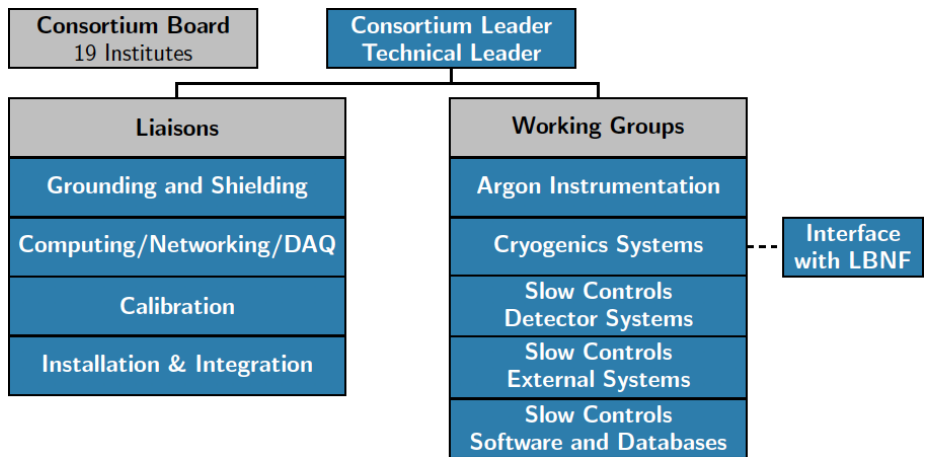 Consortium Board
19 Institutes
Consortium Leader
Technical Leader
Liaisons
Grounding and Shielding
Computing/Networking/DAQ
Calibration
Installation & Integration
Working Groups
Argon Instrumentation
Cryogenics Systems
Interface
with LBNF
Slow Controls
Detector Systems
Slow Controls
External Systems
Slow Controls
Software and Databases